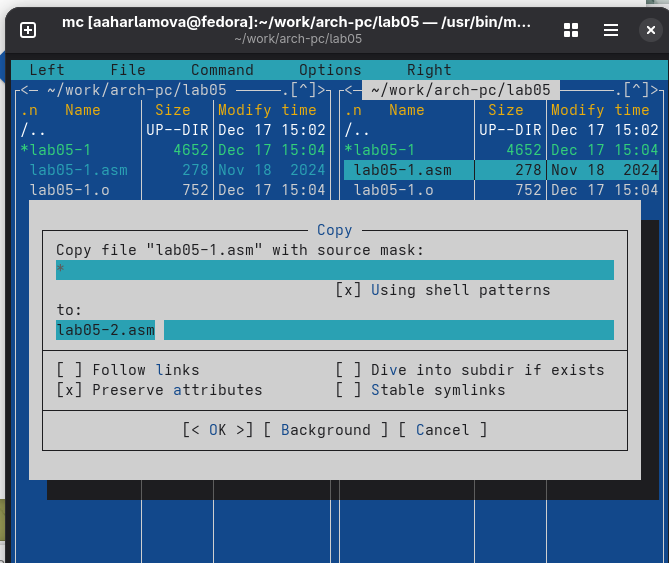 mc [aaharlamova@fedora]:~/work/arch-pc/lab05 — /usr/bin/m...
~/work/arch-pc/lab05
Left File Command Options Right
<— ~/work/arch-pc/lab05 .[^]> <— ~/work/arch-pc/lab05 .[^]>
.n Name Size Modify time .n Name Size Modify time
/.. UP--DIR Dec 17 15:02 /.. UP--DIR Dec 17 15:02
*lab05-1 4652 Dec 17 15:04 *lab05-1 4652 Dec 17 15:04
lab05-1.asm 278 Nov 18 2024 lab05-1.asm 278 Nov 18 2024
lab05-1.o 752 Dec 17 15:04 lab05-1.o 752 Dec 17 15:04
Copy
Copy file "lab05-1.asm" with source mask:
*
[x] Using shell patterns
to:
lab05-2.asm
[ ] Follow links [ ] Dive into subdir if exists
[x] Preserve attributes [ ] Stable symlinks
[< OK >] [ Background ] [ Cancel ]